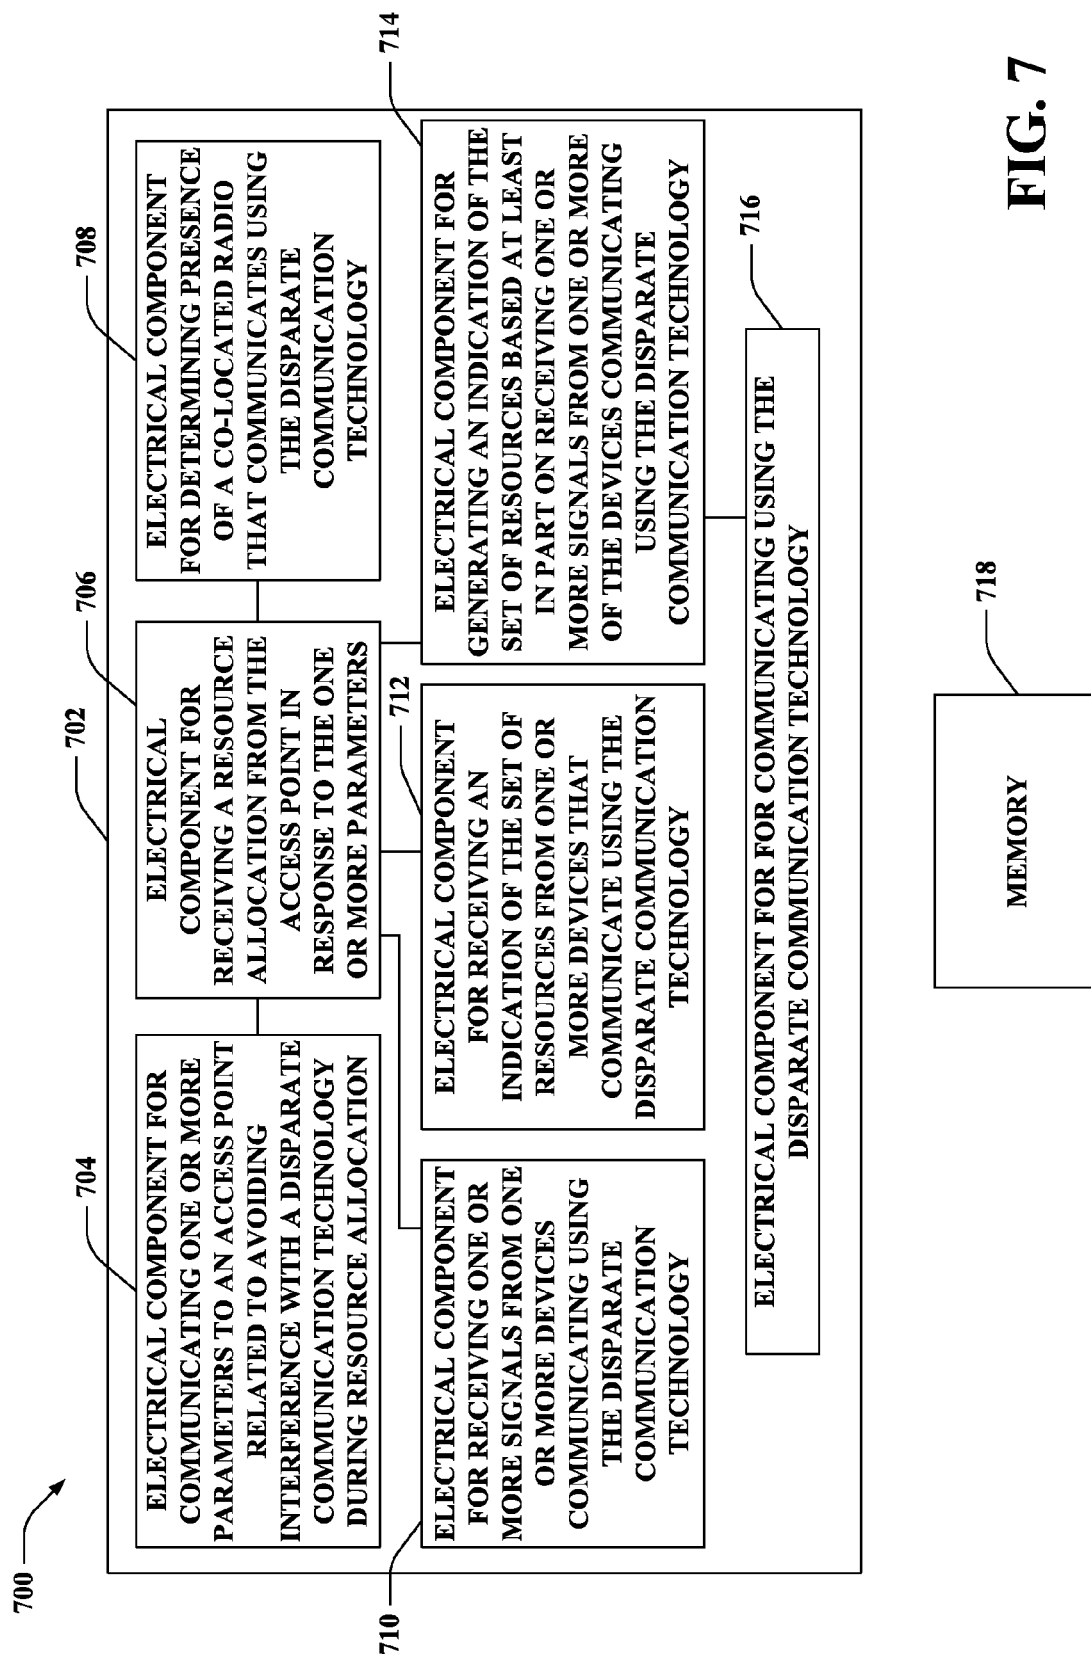 700
702
704
ELECTRICAL COMPONENT FOR
COMMUNICATING ONE OR MORE
PARAMETERS TO AN ACCESS POINT
RELATED TO AVOIDING
INTERFERENCE WITH A DISPARATE
COMMUNICATION TECHNOLOGY
DURING RESOURCE ALLOCATION
706
ELECTRICAL
COMPONENT FOR
RECEIVING A RESOURCE
ALLOCATION FROM THE
ACCESS POINT IN
RESPONSE TO THE ONE
OR MORE PARAMETERS
708
ELECTRICAL COMPONENT
FOR DETERMINING PRESENCE
OF A CO-LOCATED RADIO
THAT COMMUNICATES USING
THE DISPARATE
COMMUNICATION
TECHNOLOGY
710
ELECTRICAL COMPONENT
FOR RECEIVING ONE OR
MORE SIGNALS FROM ONE
OR MORE DEVICES
COMMUNICATING USING
THE DISPARATE
COMMUNICATION
TECHNOLOGY
712
ELECTRICAL COMPONENT
FOR RECEIVING AN
INDICATION OF THE SET OF
RESOURCES FROM ONE OR
MORE DEVICES THAT
COMMUNICATE USING THE
DISPARATE COMMUNICATION
TECHNOLOGY
714
ELECTRICAL COMPONENT FOR
GENERATING AN INDICATION OF THE
SET OF RESOURCES BASED AT LEAST
IN PART ON RECEIVING ONE OR
MORE SIGNALS FROM ONE OR MORE
OF THE DEVICES COMMUNICATING
USING THE DISPARATE
COMMUNICATION TECHNOLOGY
716
ELECTRICAL COMPONENT FOR FOR COMMUNICATING USING THE
DISPARATE COMMUNICATION TECHNOLOGY
718
MEMORY
FIG. 7